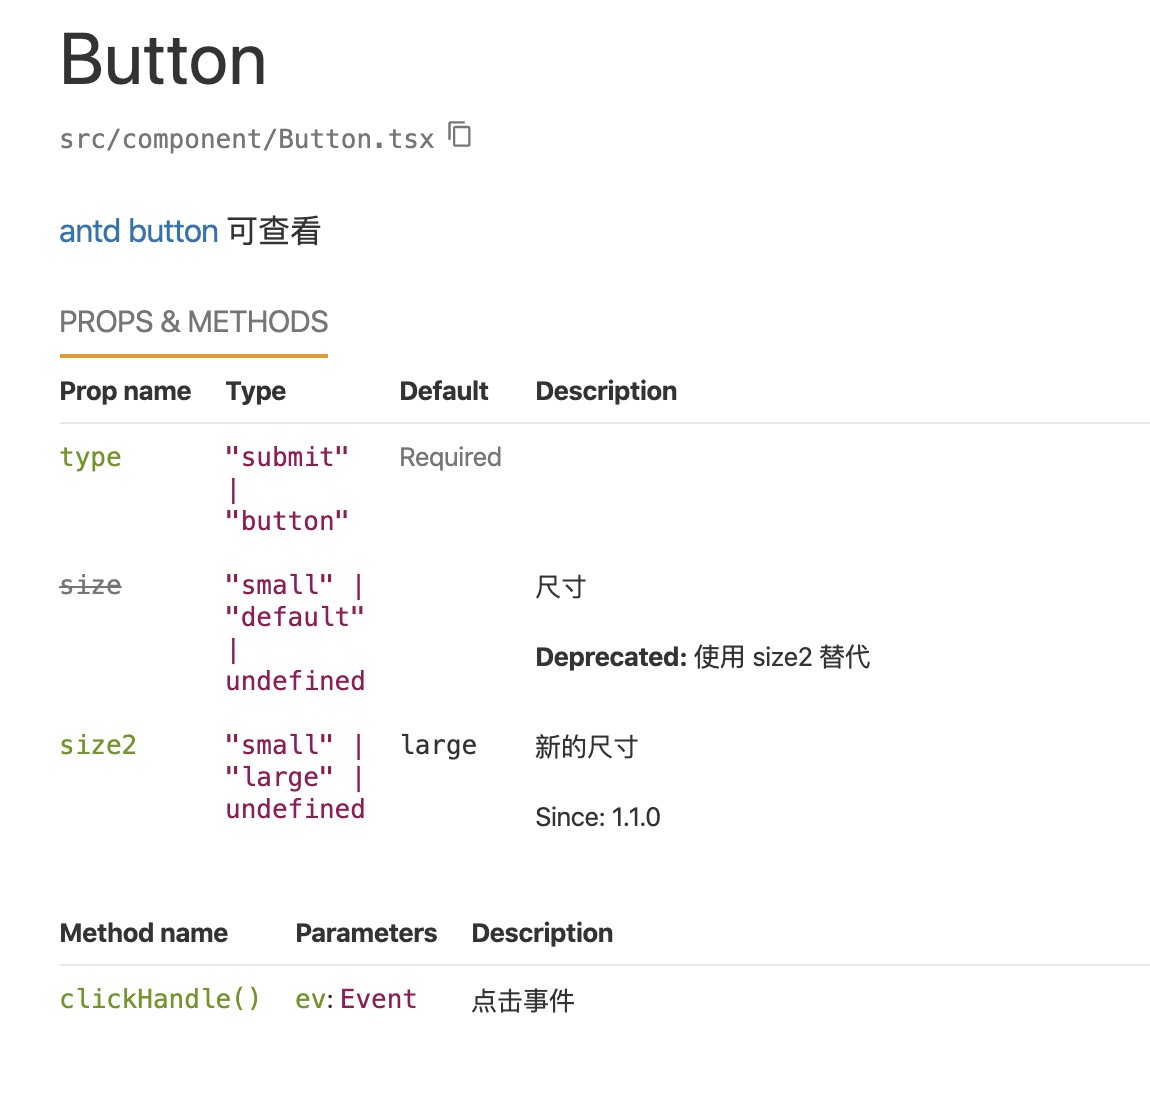 Button
src/component/Button.tsx
antd button 可查看
PROPS & METHODS
Prop name Type Default Description
type "submit" Required
|
"button"
size "small" | 尺寸
"default"
| Deprecated: 使用 size2 替代
undefined
size2 "small" | large 新的尺寸
"large" |
undefined Since: 1.1.0
Method name Parameters Description
clickHandle() ev: Event 点击事件